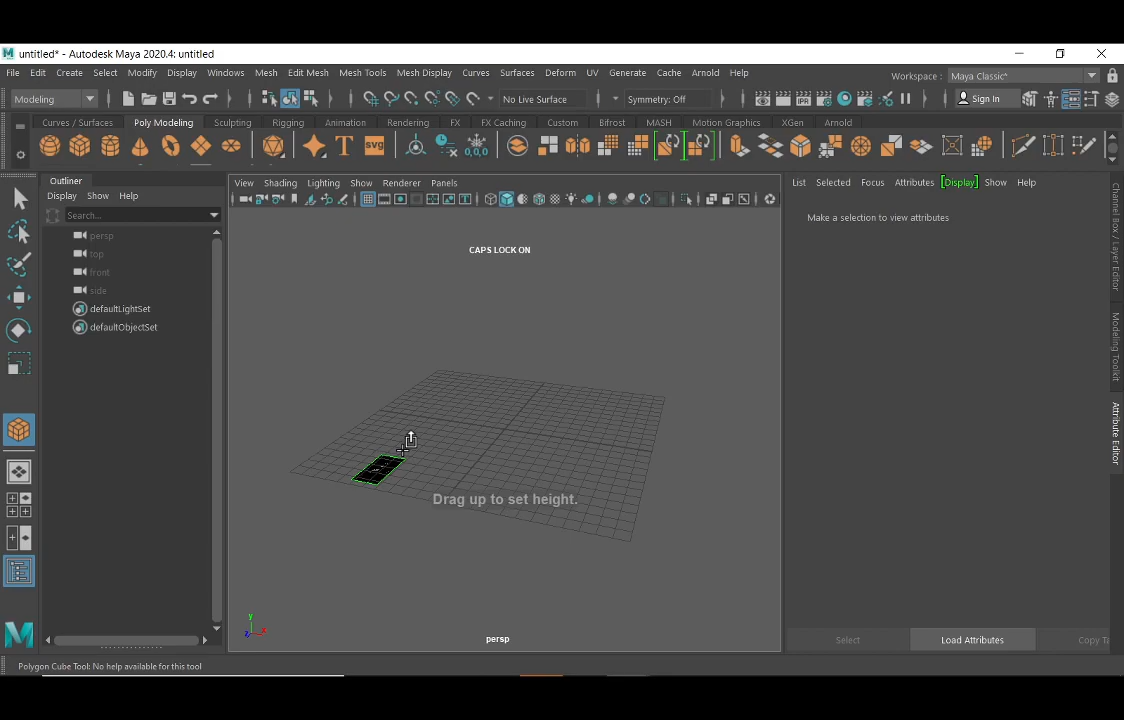 untitled* - Autodesk Maya 2020.4: untitled
File Edit Create Select Modify Display Windows Mesh Edit Mesh Mesh Tools Mesh Display Curves Surfaces Deform UV Generate Cache Arnold Help
Workspace : Maya Classic*
Modeling No Live Surface Symmetry: Off Sign In
Curves / Surfaces Poly Modeling Sculpting Rigging Animation Rendering FX FX Caching Custom Bifrost MASH Motion Graphics XGen Arnold
T SVG 0,0,0
Outliner
Display Show Help
Search...
persp
top
front
side
defaultLightSet
defaultObjectSet
View Shading Lighting Show Renderer Panels
IPR
CAPS LOCK ON
Drag up to set height.
y
z x
persp
List Selected Focus Attributes [Display] Show Help
Make a selection to view attributes
Channel Box / Layer Editor
Modeling Toolkit
Attribute Editor
Select Load Attributes Copy Ta
Polygon Cube Tool: No help available for this tool